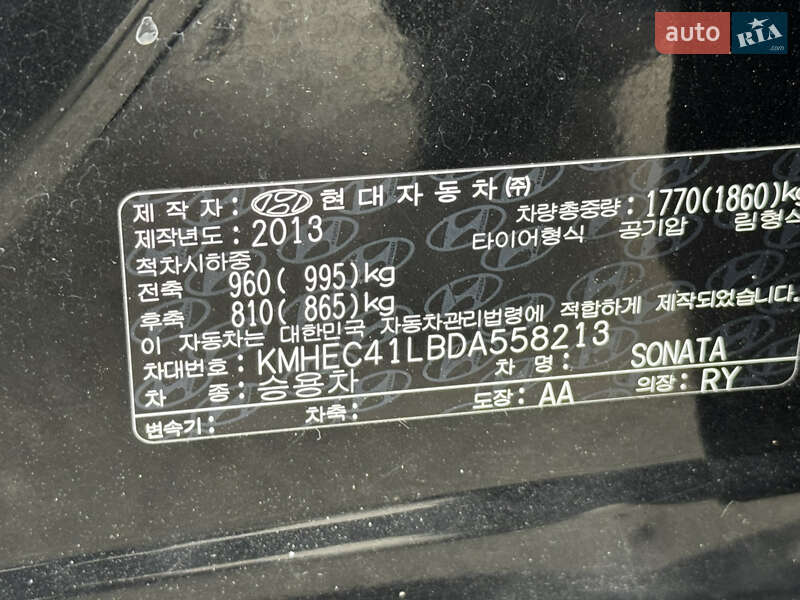 auto RIA.com
제 작 자 : 현대자동차㈜ 차량총중량 : 1770(1860)kg
제작년도 : 2013 타이어형식 공기압 림형식
적차시하중
전축 960( 995)kg
후축 810( 865)kg
이 자동차는 대한민국 자동차관리법령에 적합하게 제작되었습니다.
차대번호 : KMHEC41LBDA558213 차 명 : SONATA
차 종 : 승용차 도장 : AA 의장 : RY
변속기 : 차축 :